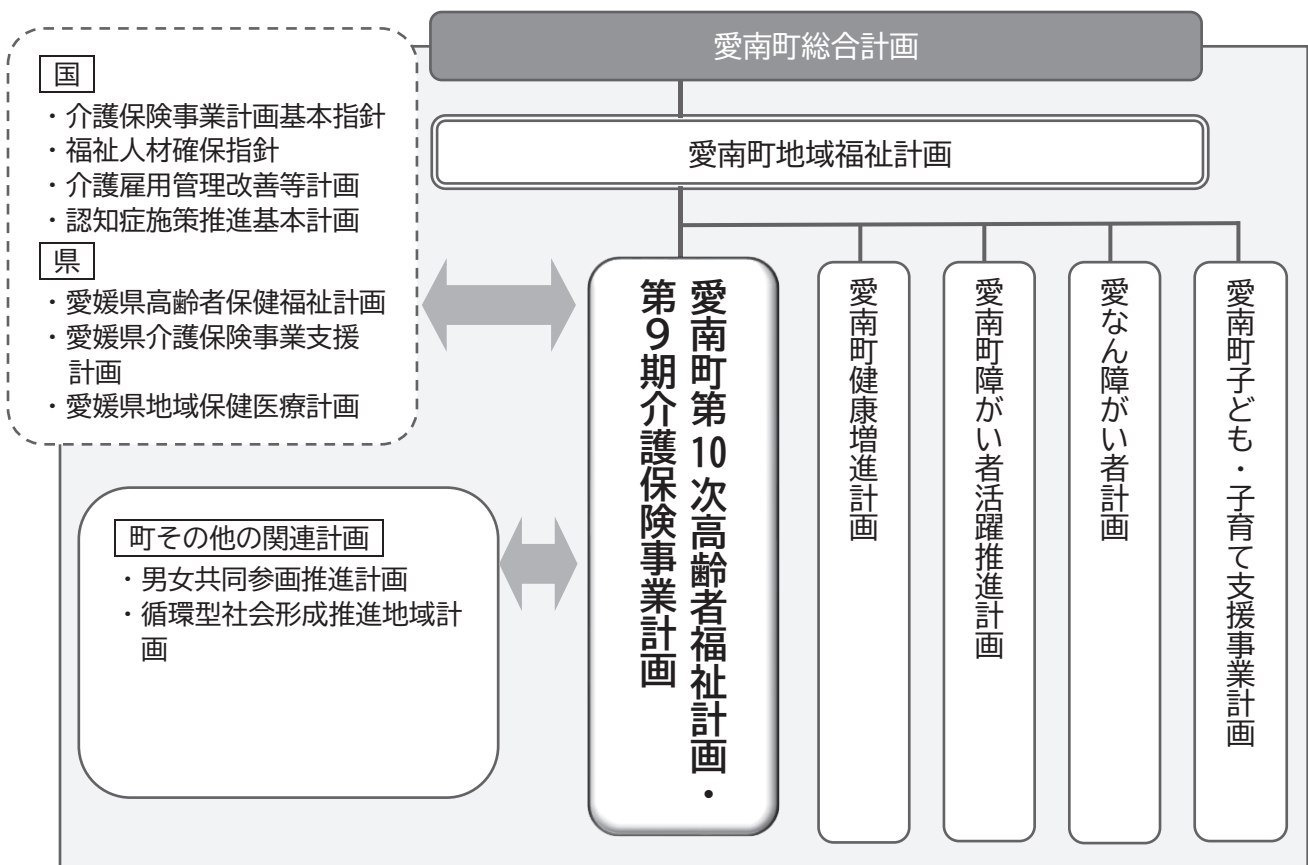 愛南町総合計画
愛南町地域福祉計画
国
・介護保険事業計画基本指針
・福祉人材確保指針
・介護雇用管理改善等計画
・認知症施策推進基本計画
県
・愛媛県高齢者保健福祉計画
・愛媛県介護保険事業支援
計画
・愛媛県地域保健医療計画
町その他の関連計画
・男女共同参画推進計画
・循環型社会形成推進地域計
画
愛南町第10次高齢者福祉計画・
第9期介護保険事業計画
愛南町健康増進計画
愛南町障がい者活躍推進計画
愛なん障がい者計画
愛南町子ども・子育て支援事業計画